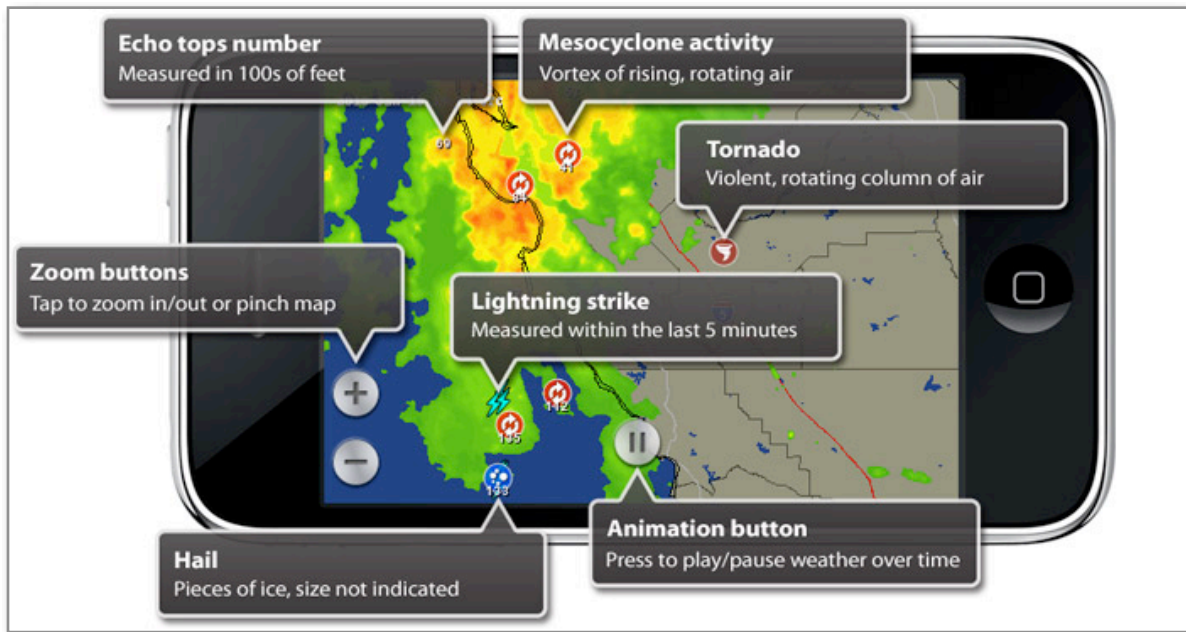 Echo tops number
Measured in 100s of feet
Mesocyclone activity
Vortex of rising, rotating air
Tornado
Violent, rotating column of air
Zoom buttons
Tap to zoom in/out or pinch map
Lightning strike
Measured within the last 5 minutes
Animation button
Press to play/pause weather over time
Hail
Pieces of ice, size not indicated
41
112
133